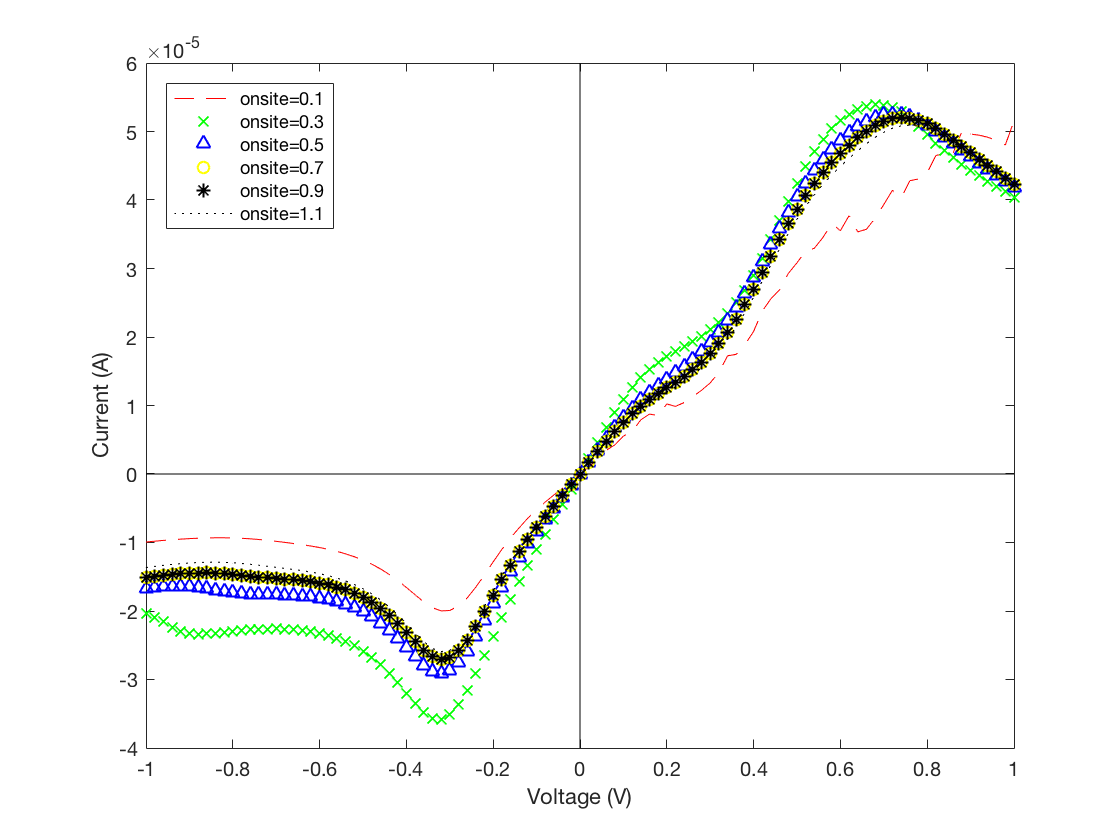 ×10-5
6
5
4
3
2
1
0
-1
-2
-3
-4
Current (A)
onsite=0.1
onsite=0.3
onsite=0.5
onsite=0.7
onsite=0.9
onsite=1.1
-1 -0.8 -0.6 -0.4 -0.2 0 0.2 0.4 0.6 0.8 1
Voltage (V)